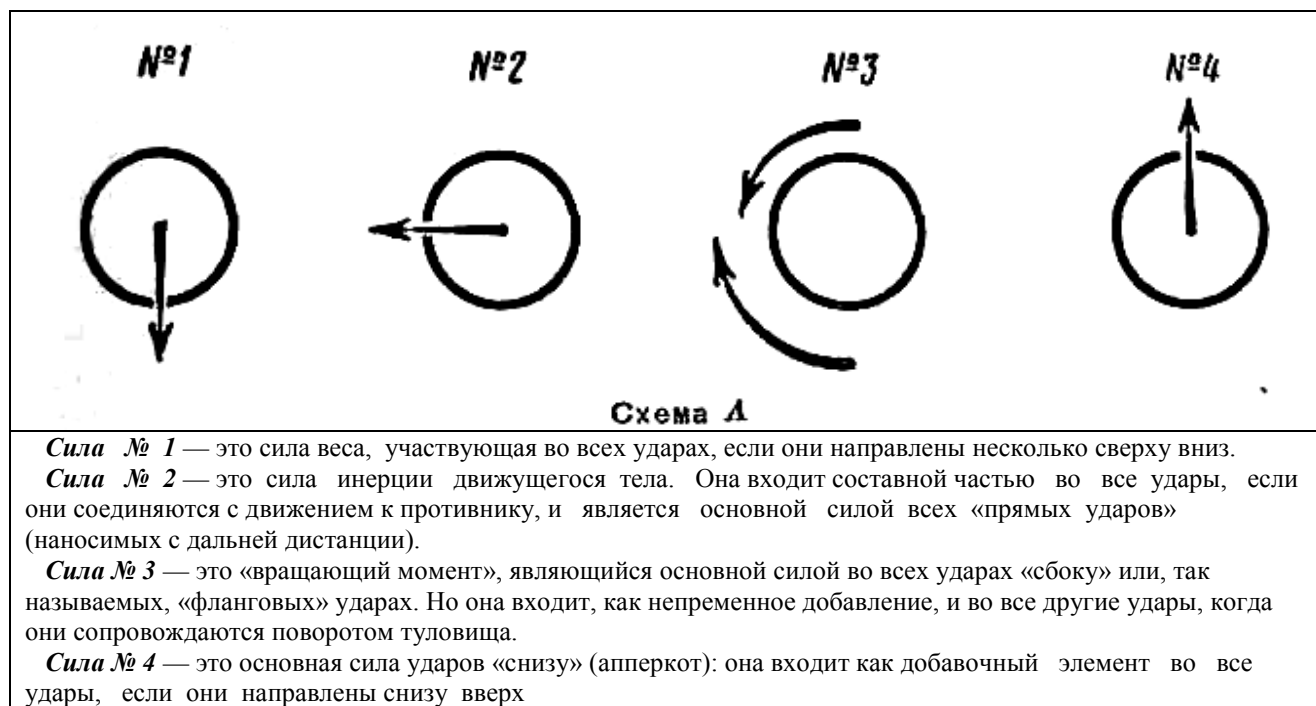 №1 №2 №3 №4
Схема А
Сила № 1 — это сила веса, участвующая во всех ударах, если они направлены несколько сверху вниз.
Сила № 2 — это сила инерции движущегося тела. Она входит составной частью во все удары, если
они соединяются с движением к противнику, и является основной силой всех «прямых ударов»
(наносимых с дальней дистанции).
Сила № 3 — это «вращающий момент», являющийся основной силой во всех ударах «сбоку» или, так
называемых, «фланговых» ударах. Но она входит, как непременное добавление, и во все другие удары, когда
они сопровождаются поворотом туловища.
Сила № 4 — это основная сила ударов «снизу» (апперкот): она входит как добавочный элемент во все
удары, если они направлены снизу вверх